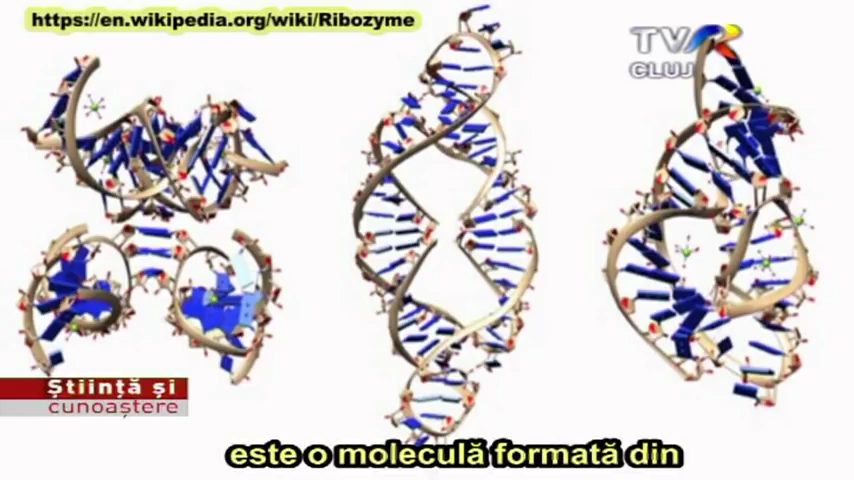 https://en.wikipedia.org/wiki/Ribozyme
TVR
CLUJ
Știință și
cunoaștere
este o moleculă formată din